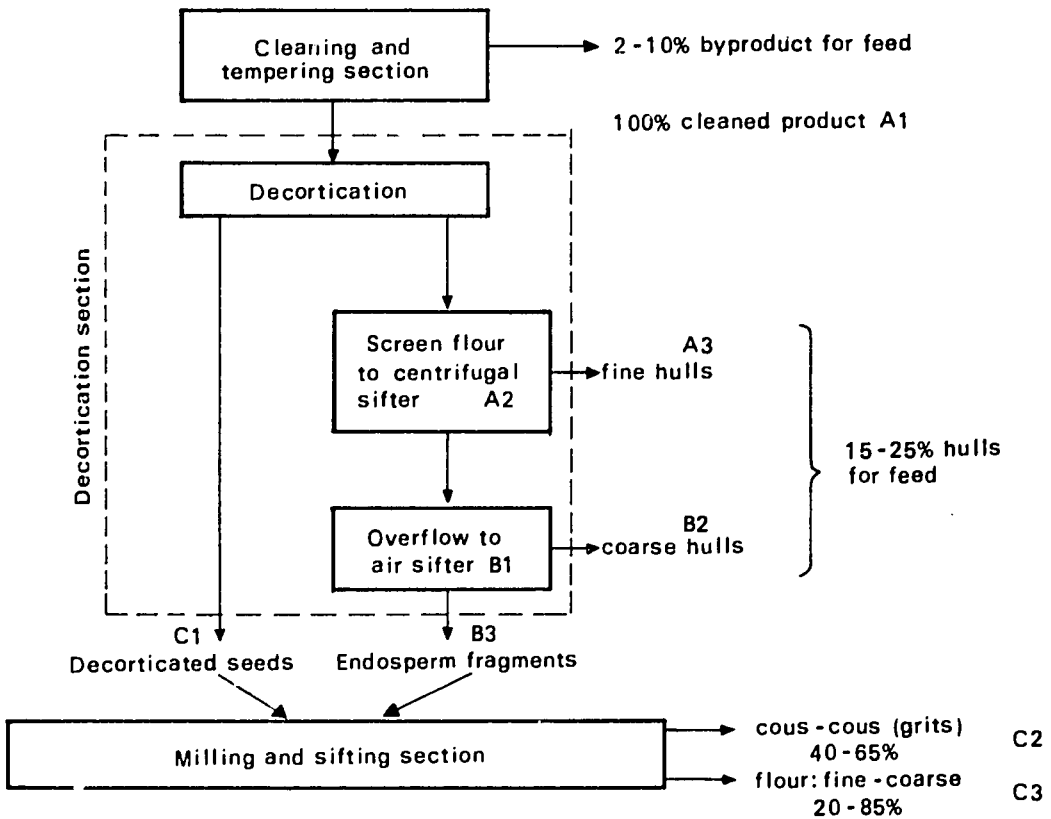 Cleaning and
tempering section
2-10% byproduct for feed
100% cleaned product A1
Decortication
Decortication section
Screen flour
to centrifugal
sifter A2
A3
fine hulls
15-25% hulls
for feed
Overflow to
air sifter B1
B2
coarse hulls
C1
Decorticated seeds
B3
Endosperm fragments
Milling and sifting section
cous-cous (grits)
40-65%
C2
flour: fine-coarse
20-85%
C3